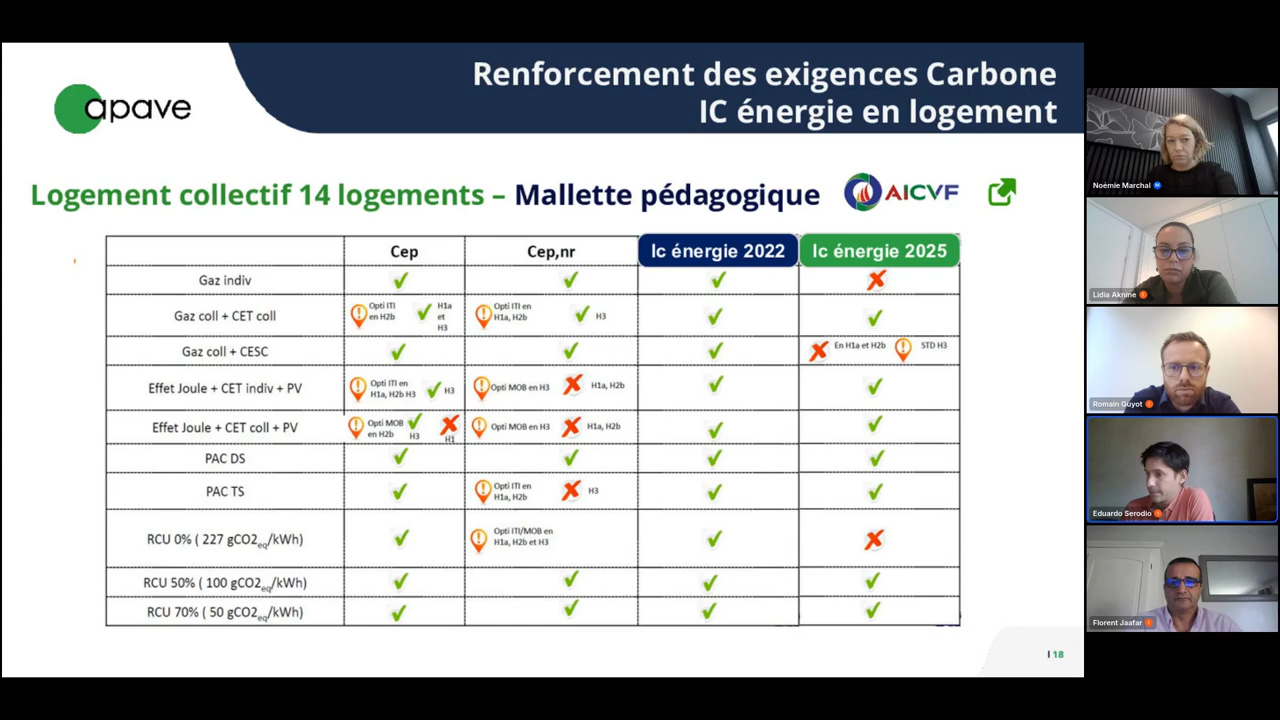 Renforcement des exigences Carbone
IC énergie en logement
apave
Logement collectif 14 logements – Mallette pédagogique
AICVF
Cep
Cep,nr
Ic énergie 2022
Ic énergie 2025
Gaz indiv
Gaz coll + CET coll
Opti ITI
en H2b
H1a
et
H3
Opti ITI en
H1a, H2b
H3
Gaz coll + CESC
En H1a et H2b
STD H3
Effet Joule + CET indiv + PV
Opti ITI en
H1a, H2b H3
H3
Opti MOB en H3
H1a, H2b
Effet Joule + CET coll + PV
Opti MOB
en H2b
H3
H1
Opti MOB en H3
H1a, H2b
PAC DS
PAC TS
Opti ITI en
H1a, H2b
H3
RCU 0% ( 227 gCO2eq/kWh)
Opti ITI/MOB en
H1a, H2b et H3
RCU 50% ( 100 gCO2eq/kWh)
RCU 70% ( 50 gCO2eq/kWh)
I 18
Noémie Marchal
Lidia Aknine
Romain Guyot
Eduardo Serodio
Florent Jaafar